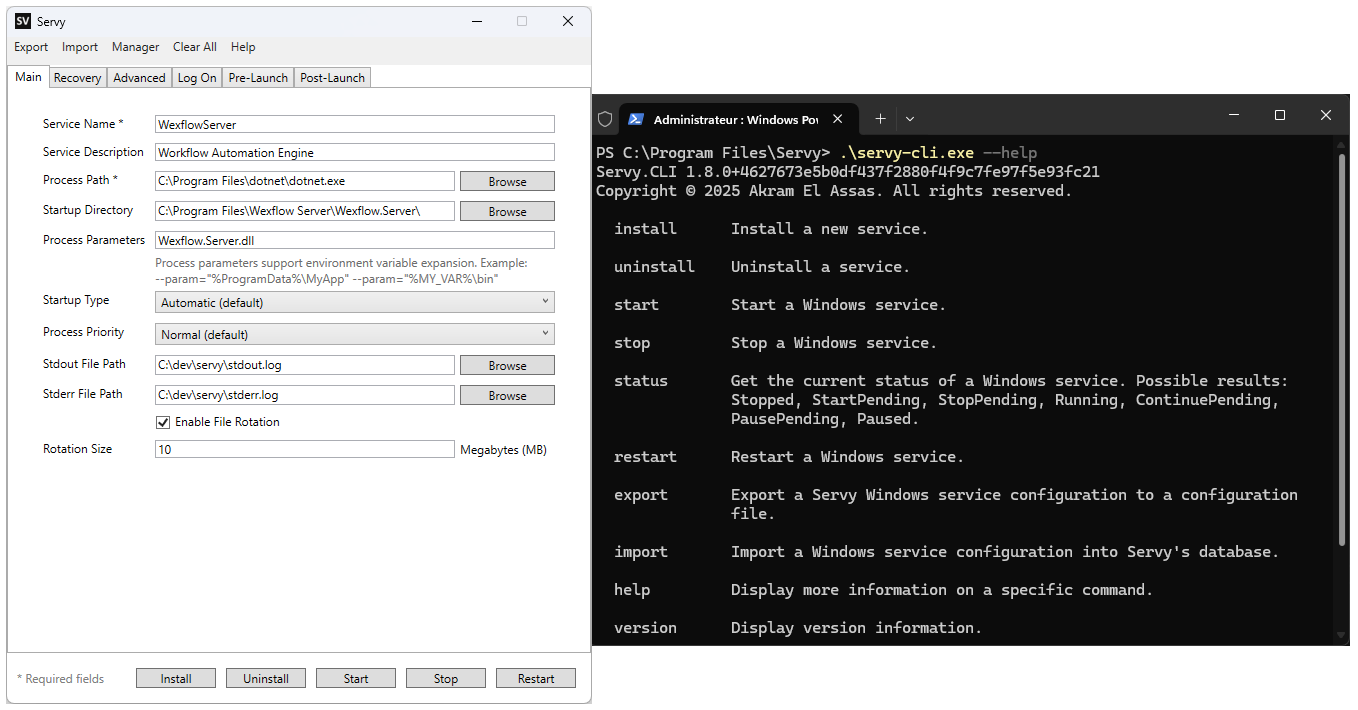 SV Servy
Export Import Manager Clear All Help
Main Recovery Advanced Log On Pre-Launch Post-Launch
Service Name * WexflowServer
Service Description Workflow Automation Engine
Process Path * C:\Program Files\dotnet\dotnet.exe Browse
Startup Directory C:\Program Files\Wexflow Server\Wexflow.Server\ Browse
Process Parameters Wexflow.Server.dll
Process parameters support environment variable expansion. Example:
--param="%ProgramData%\MyApp" --param="%MY_VAR%\bin"
Startup Type Automatic (default)
Process Priority Normal (default)
Stdout File Path C:\dev\servy\stdout.log Browse
Stderr File Path C:\dev\servy\stderr.log Browse
Enable File Rotation
Rotation Size 10 Megabytes (MB)
* Required fields Install Uninstall Start Stop Restart
Administrateur : Windows Po
PS C:\Program Files\Servy> .\servy-cli.exe --help
Servy.CLI 1.8.0+4627673e5b0df437f2880f4f9c7fe97f5e93fc21
Copyright © 2025 Akram El Assas. All rights reserved.
install Install a new service.
uninstall Uninstall a service.
start Start a Windows service.
stop Stop a Windows service.
status Get the current status of a Windows service. Possible results:
Stopped, StartPending, StopPending, Running, ContinuePending,
PausePending, Paused.
restart Restart a Windows service.
export Export a Servy Windows service configuration to a configuration
file.
import Import a Windows service configuration into Servy's database.
help Display more information on a specific command.
version Display version information.